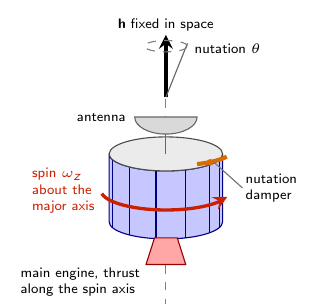 h fixed in space
nutation θ
antenna
spin ω_Z
about the
major axis
nutation
damper
main engine, thrust
along the spin axis